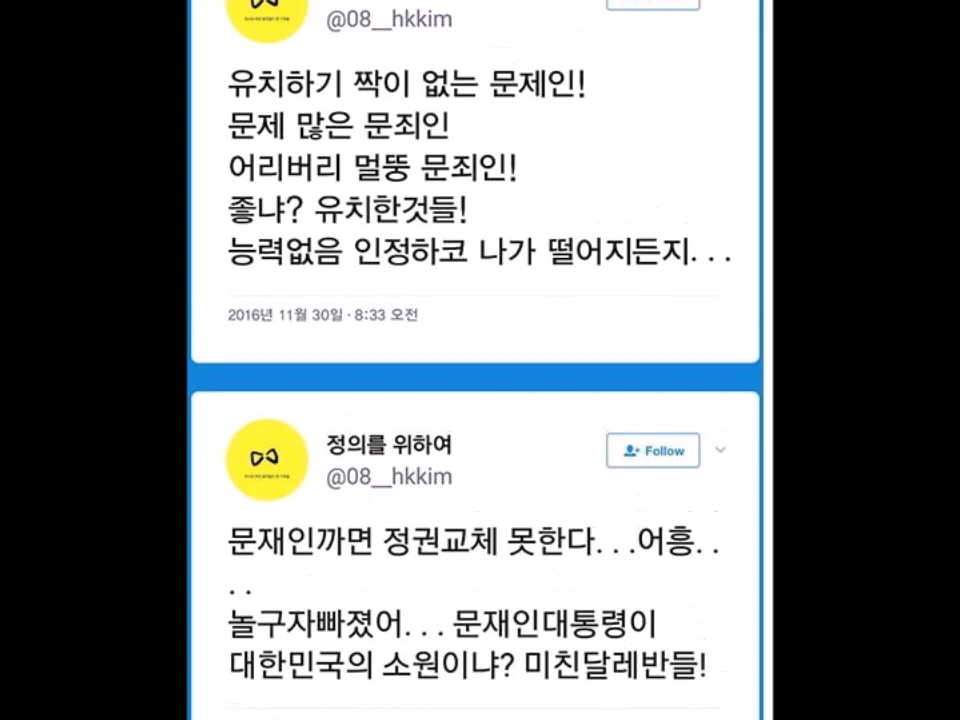 @08__hkkim
유치하기 짝이 없는 문제인!
문제 많은 문죄인
어리버리 멀뚱 문죄인!
좋냐? 유치한것들!
능력없음 인정하코 나가 떨어지든지. . .
2016년 11월 30일 · 8:33 오전
정의를 위하여
Follow
@08__hkkim
문재인까면 정권교체 못한다. . .어흥. .
. .
놀구자빠졌어. . . 문재인대통령이
대한민국의 소원이냐? 미친달레반들!